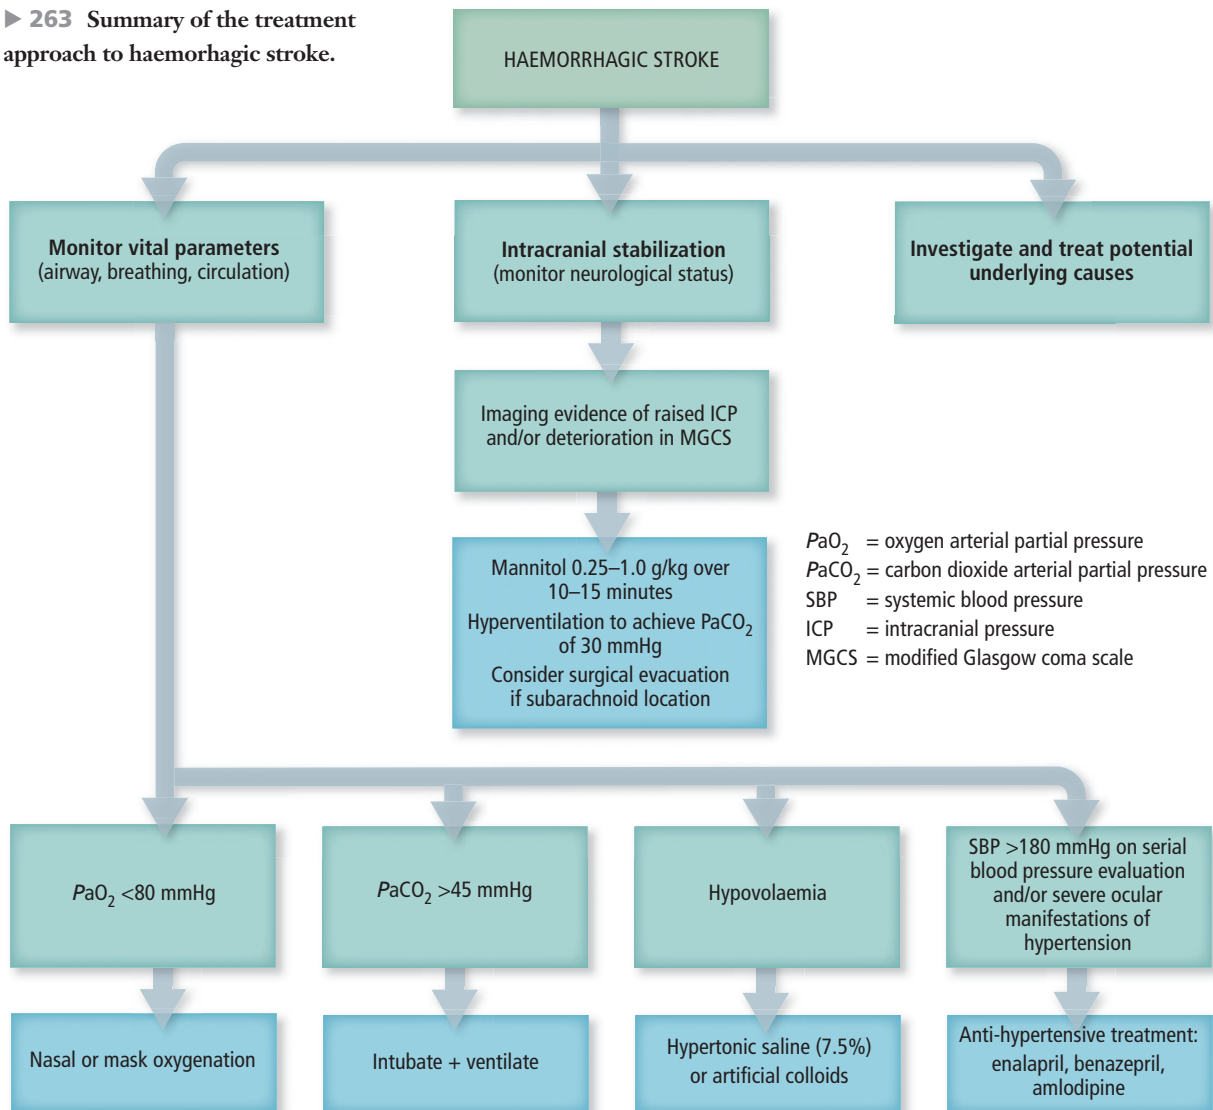 ▶ 263 Summary of the treatment
approach to haemorhagic stroke.
HAEMORRHAGIC STROKE
Monitor vital parameters
(airway, breathing, circulation)
Intracranial stabilization
(monitor neurological status)
Investigate and treat potential
underlying causes
Imaging evidence of raised ICP
and/or deterioration in MGCS
Mannitol 0.25–1.0 g/kg over
10–15 minutes
Hyperventilation to achieve PaCO₂
of 30 mmHg
Consider surgical evacuation
if subarachnoid location
PaO₂ = oxygen arterial partial pressure
PaCO₂ = carbon dioxide arterial partial pressure
SBP = systemic blood pressure
ICP = intracranial pressure
MGCS = modified Glasgow coma scale
PaO₂ <80 mmHg
PaCO₂ >45 mmHg
Hypovolaemia
SBP >180 mmHg on serial
blood pressure evaluation
and/or severe ocular
manifestations of
hypertension
Nasal or mask oxygenation
Intubate + ventilate
Hypertonic saline (7.5%)
or artificial colloids
Anti-hypertensive treatment:
enalapril, benazepril,
amlodipine